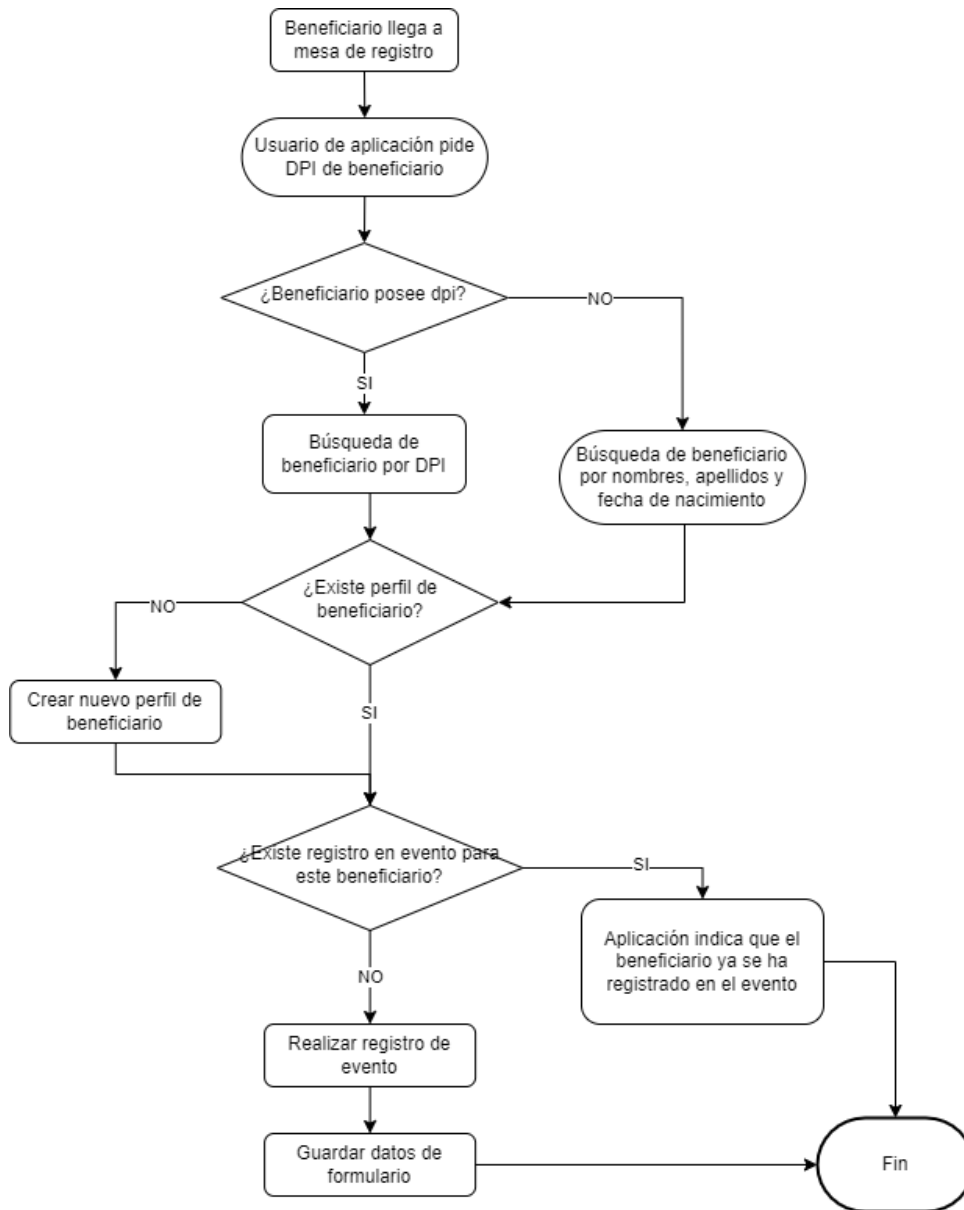 Beneficiario llega a
mesa de registro
Usuario de aplicación pide
DPI de beneficiario
¿Beneficiario posee dpi?
NO
SI
Búsqueda de
beneficiario por DPI
Búsqueda de beneficiario
por nombres, apellidos y
fecha de nacimiento
¿Existe perfil de
beneficiario?
NO
Crear nuevo perfil de
beneficiario
SI
¿Existe registro en evento para
este beneficiario?
SI
Aplicación indica que el
beneficiario ya se ha
registrado en el evento
NO
Realizar registro de
evento
Guardar datos de
formulario
Fin